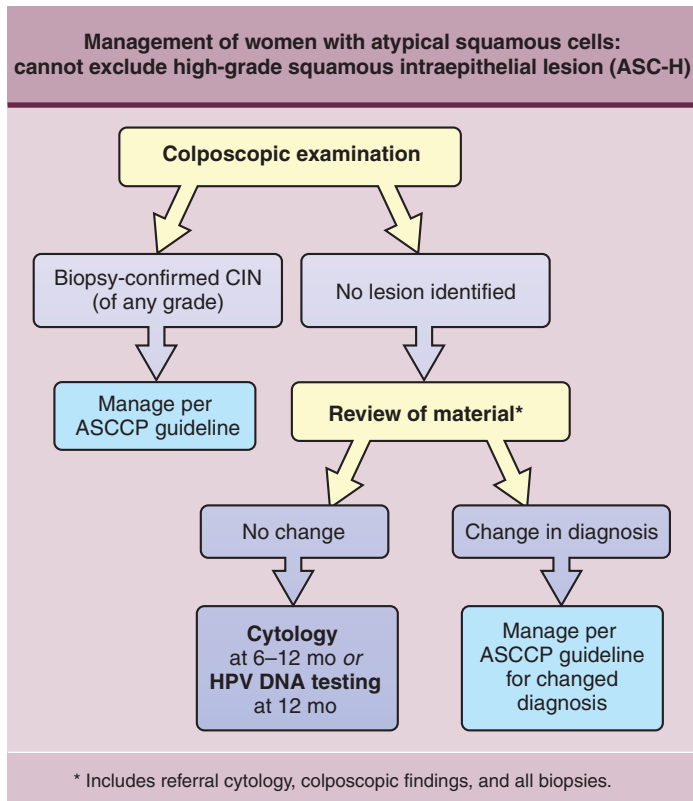 Management of women with atypical squamous cells:
cannot exclude high-grade squamous intraepithelial lesion (ASC-H)
Colposcopic examination
Biopsy-confirmed CIN
(of any grade)
No lesion identified
Manage per
ASCCP guideline
Review of material*
No change
Change in diagnosis
Cytology
at 6–12 mo or
HPV DNA testing
at 12 mo
Manage per
ASCCP guideline
for changed
diagnosis
* Includes referral cytology, colposcopic findings, and all biopsies.